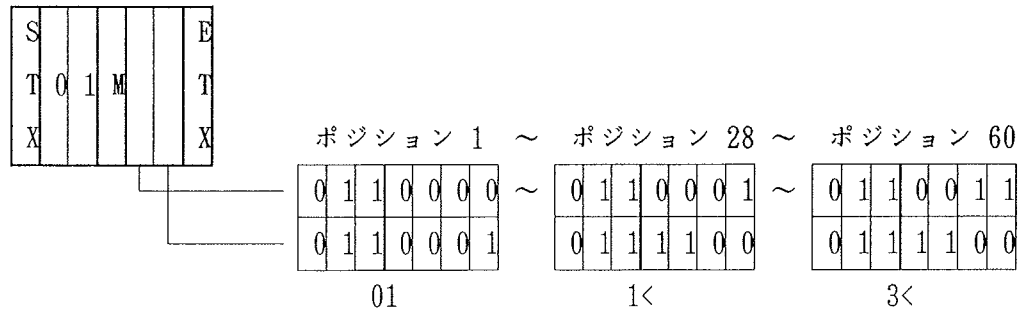 S E
T 0 1 M T
X X
ポジション 1 ～ ポジション 28 ～ ポジション 60
0 1 1 0 0 0 0 ～ 0 1 1 0 0 0 1 ～ 0 1 1 0 0 1 1
0 1 1 0 0 0 1 0 1 1 1 1 0 0 0 1 1 1 1 0 0
01 1< 3<